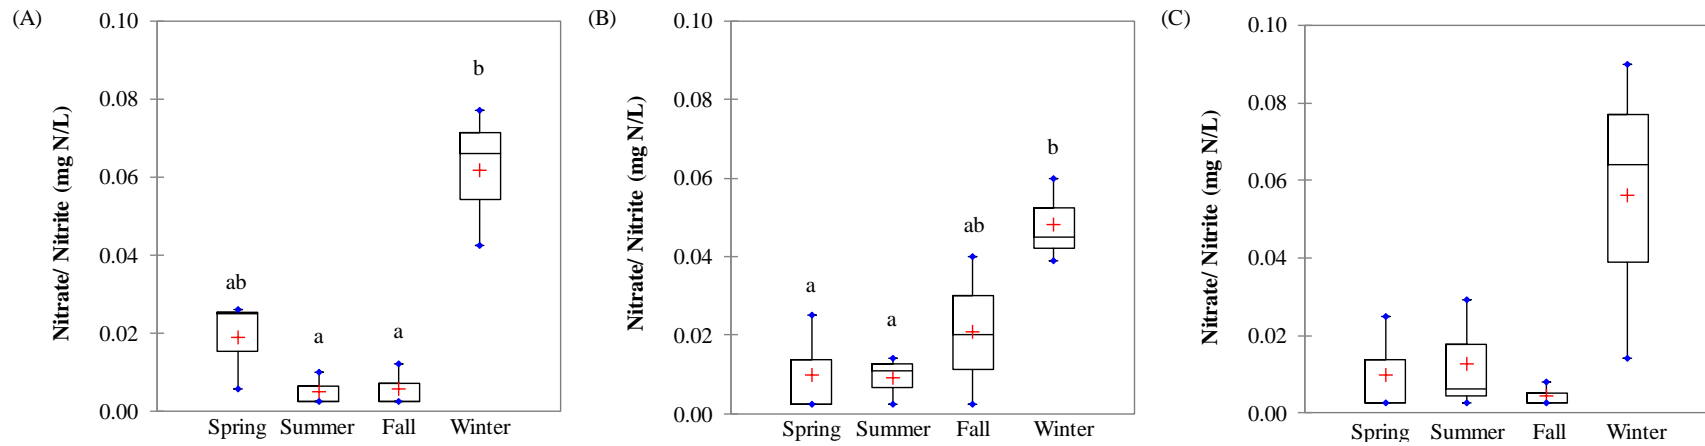 (A)
Nitrate/ Nitrite (mg N/L)
0.10
0.08
0.06
0.04
0.02
0.00
ab
a
a
b
Spring Summer Fall Winter
(B)
Nitrate/ Nitrite (mg N/L)
0.10
0.08
0.06
0.04
0.02
0.00
a
a
ab
b
Spring Summer Fall Winter
(C)
Nitrate/ Nitrite (mg N/L)
0.10
0.08
0.06
0.04
0.02
0.00
Spring Summer Fall Winter